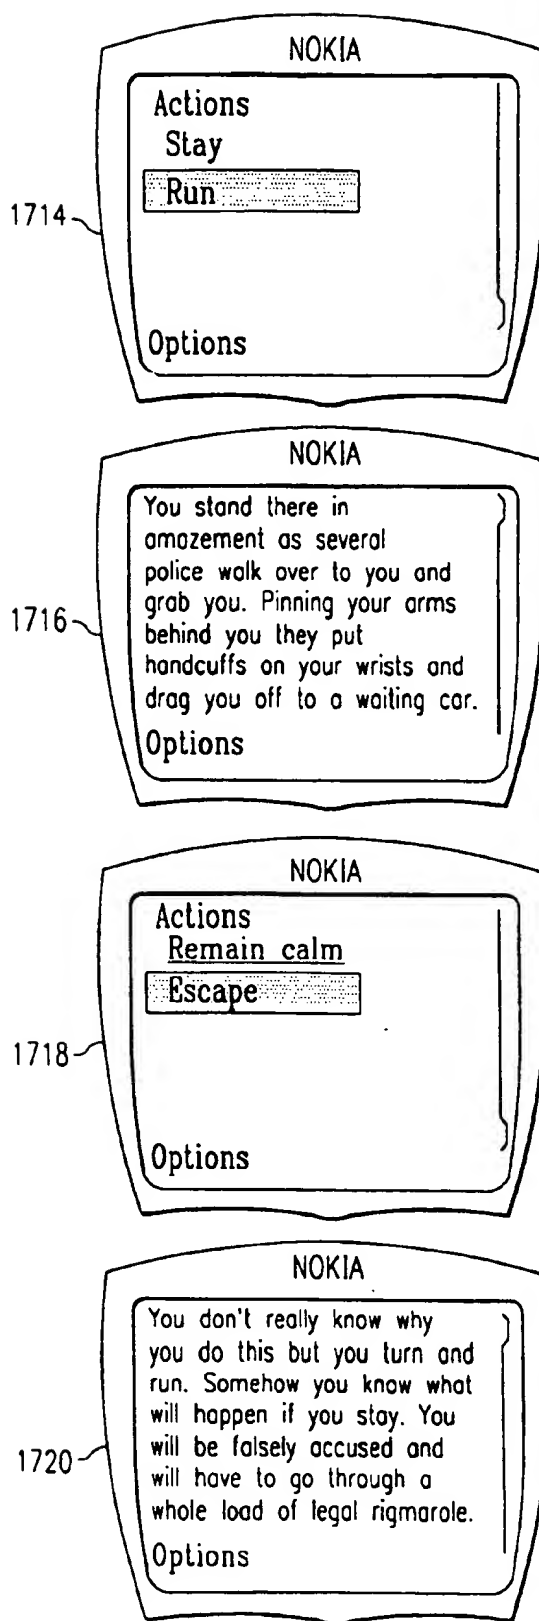 NOKIA
Actions
Stay
Run
1714
Options
NOKIA
You stand there in
amazement as several
police walk over to you and
grab you. Pinning your arms
1716
behind you they put
handcuffs on your wrists and
drag you off to a waiting car.
Options
NOKIA
Actions
Remain calm
Escape
1718
Options
NOKIA
You don't really know why
you do this but you turn and
run. Somehow you know what
will happen if you stay. You
will be falsely accused and
1720
will have to go through a
whole load of legal rigmarole.
Options